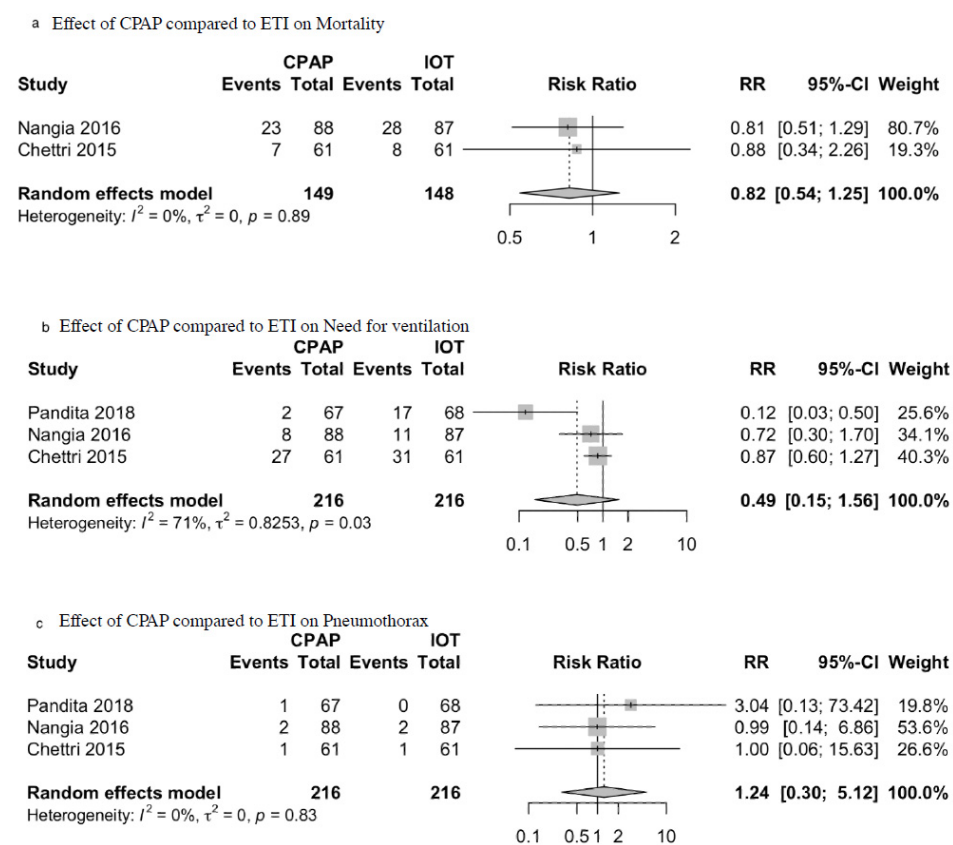 a Effect of CPAP compared to ETI on Mortality
CPAP IOT
Study Events Total Events Total Risk Ratio RR 95%-CI Weight
Nangia 2016 23 88 28 87 0.81 [0.51; 1.29] 80.7%
Chettri 2015 7 61 8 61 0.88 [0.34; 2.26] 19.3%
Random effects model 149 148 0.82 [0.54; 1.25] 100.0%
Heterogeneity: I² = 0%, τ² = 0, p = 0.89
0.5 1 2
b Effect of CPAP compared to ETI on Need for ventilation
CPAP IOT
Study Events Total Events Total Risk Ratio RR 95%-CI Weight
Pandita 2018 2 67 17 68 0.12 [0.03; 0.50] 25.6%
Nangia 2016 8 88 11 87 0.72 [0.30; 1.70] 34.1%
Chettri 2015 27 61 31 61 0.87 [0.60; 1.27] 40.3%
Random effects model 216 216 0.49 [0.15; 1.56] 100.0%
Heterogeneity: I² = 71%, τ² = 0.8253, p = 0.03
0.1 0.5 1 2 10
c Effect of CPAP compared to ETI on Pneumothorax
CPAP IOT
Study Events Total Events Total Risk Ratio RR 95%-CI Weight
Pandita 2018 1 67 0 68 3.04 [0.13; 73.42] 19.8%
Nangia 2016 2 88 2 87 0.99 [0.14; 6.86] 53.6%
Chettri 2015 1 61 1 61 1.00 [0.06; 15.63] 26.6%
Random effects model 216 216 1.24 [0.30; 5.12] 100.0%
Heterogeneity: I² = 0%, τ² = 0, p = 0.83
0.1 0.5 1 2 10